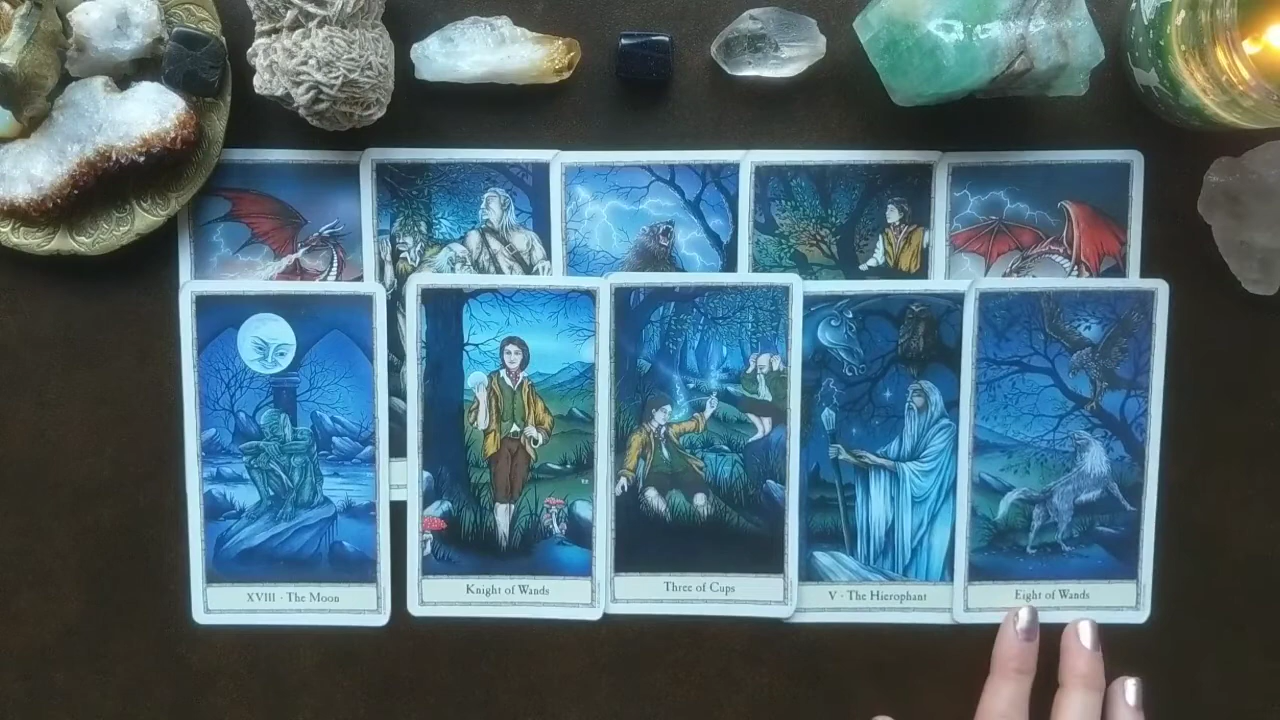 XVIII · The Moon
Knight of Wands
Three of Cups
V · The Hierophant
Eight of Wands